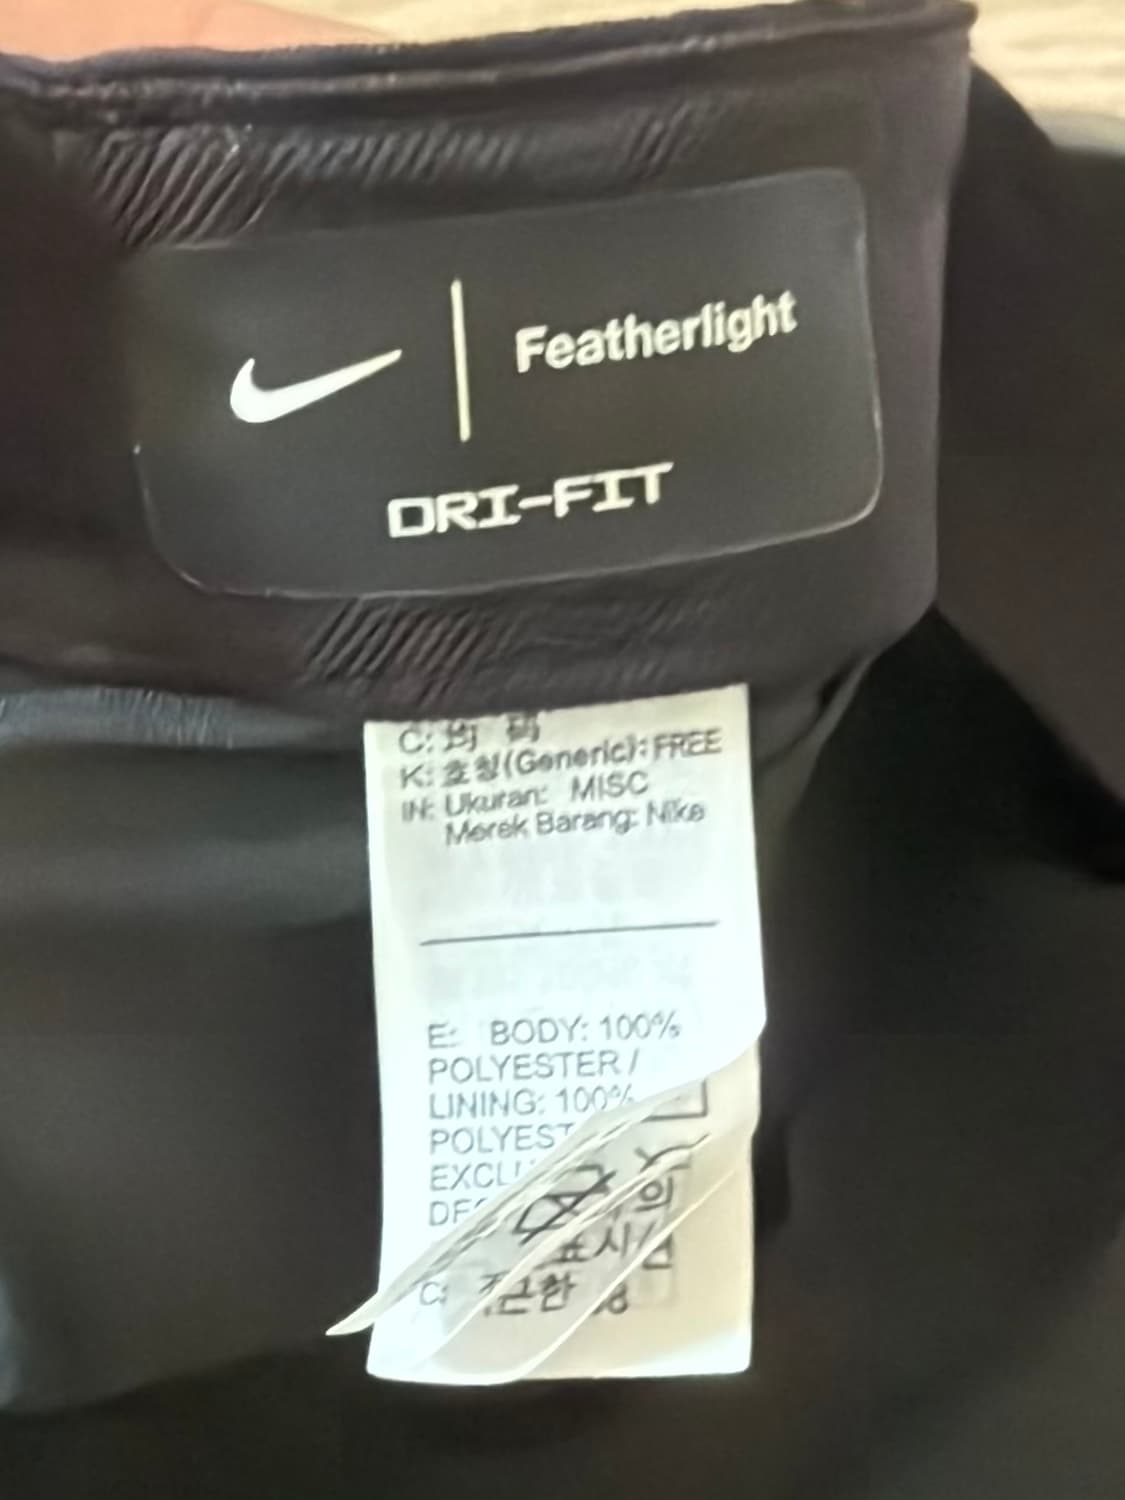 Featherlight
DRI-FIT
C: 均 码
K: 호칭(Generic): FREE
IN: Ukuran: MISC
Merek Barang: Nike
E: BODY: 100%
POLYESTER /
LINING: 100%
C: